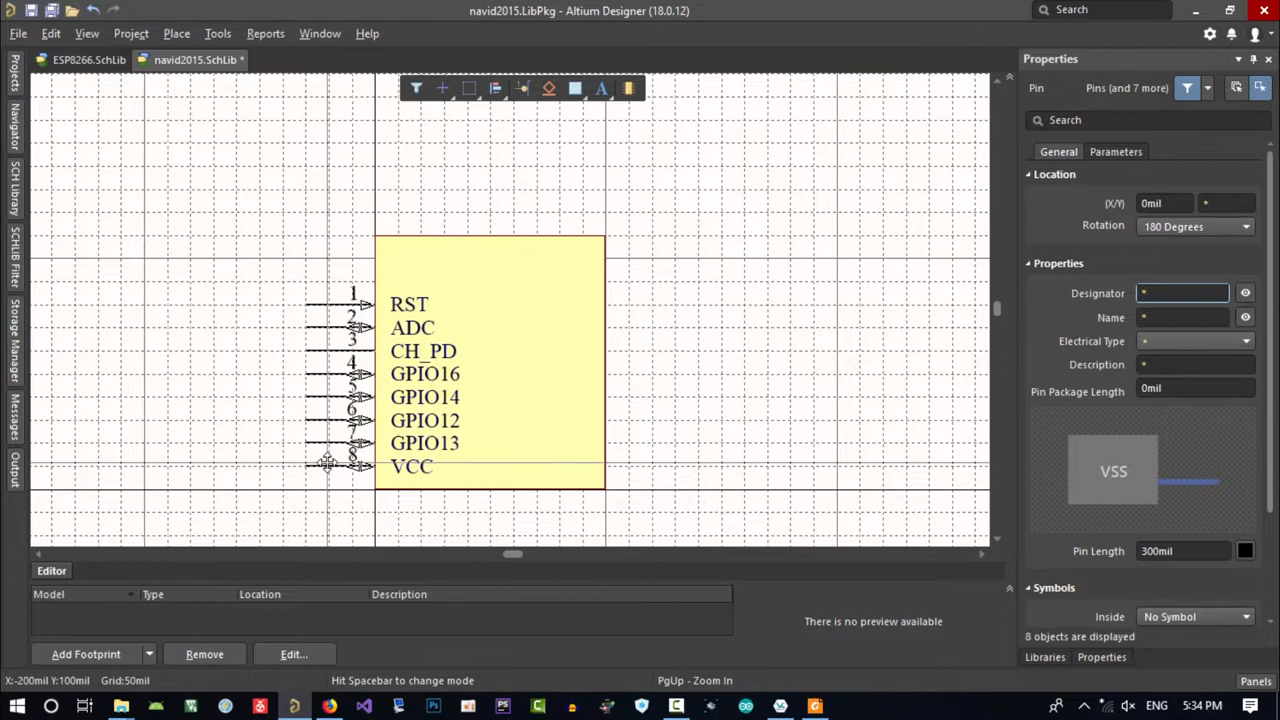 navid2015.LibPkg - Altium Designer (18.0.12)
Search
File Edit View Project Place Tools Reports Window Help
ESP8266.SchLib
navid2015.SchLib *
Projects
Navigator
SCH Library
SCHLIB Filter
Storage Manager
Messages
Output
A
1 RST
2 ADC
3 CH_PD
4 GPIO16
5 GPIO14
6 GPIO12
7 GPIO13
8 VCC
Properties
Pin Pins (and 7 more)
Search
General Parameters
Location
(X/Y) 0mil *
Rotation 180 Degrees
Properties
Designator *
Name *
Electrical Type *
Description *
Pin Package Length 0mil
VSS
Pin Length 300mil
Symbols
Inside No Symbol
8 objects are displayed
Libraries Properties
Editor
Model Type Location Description
There is no preview available
Add Footprint Remove Edit...
X:-200mil Y:100mil Grid:50mil Hit Spacebar to change mode PgUp - Zoom In Panels
ENG 5:34 PM